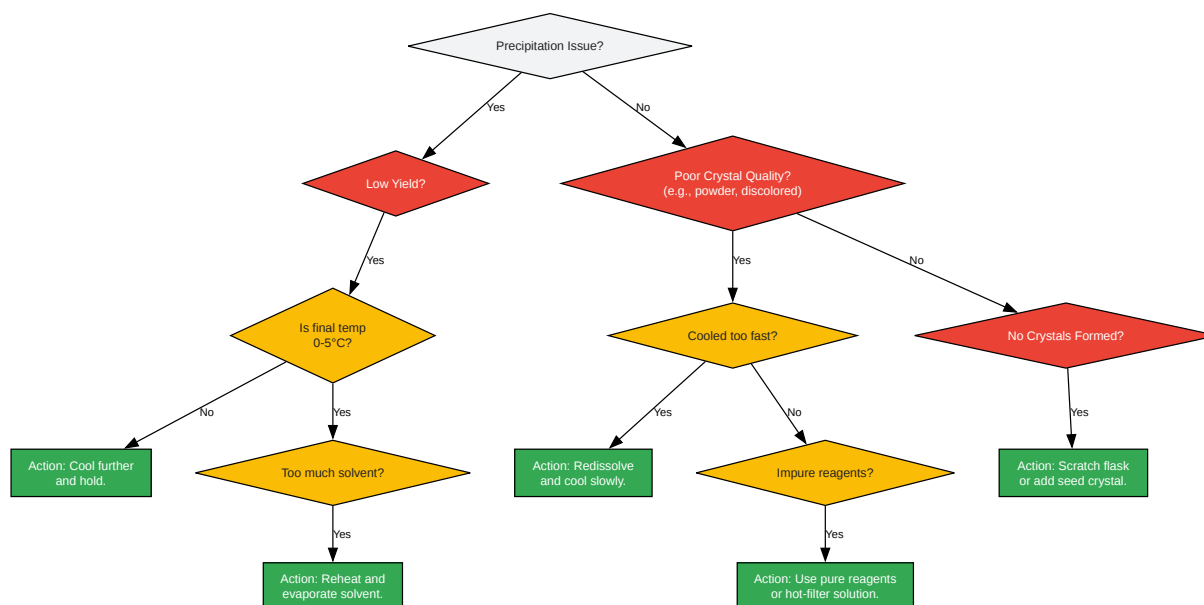 Precipitation Issue?
Yes
No
Low Yield?
Poor Crystal Quality?
(e.g., powder, discolored)
Yes
Yes
No
Is final temp
0-5°C?
Cooled too fast?
No Crystals Formed?
No
Yes
Yes
No
Yes
Action: Cool further
and hold.
Too much solvent?
Action: Redissolve
and cool slowly.
Impure reagents?
Action: Scratch flask
or add seed crystal.
Yes
Yes
Action: Reheat and
evaporate solvent.
Action: Use pure reagents
or hot-filter solution.